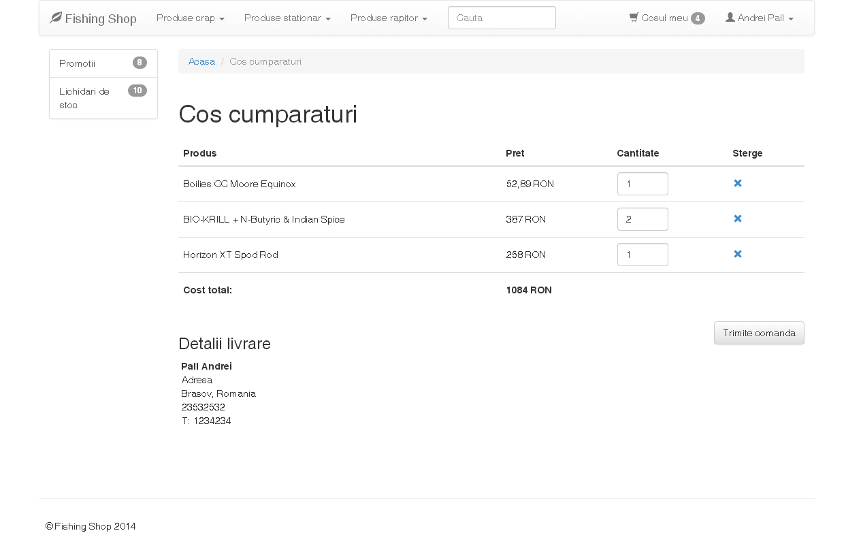 Fishing Shop Produse crap Produse stationar Produse rapitor Cauta Cosul meu 4 Andrei Pall
Promotii 8
Lichidari de stoc 10
Acasa / Cos cumparaturi
Cos cumparaturi
Produs Pret Cantitate Sterge
Boilies CC Moore Equinox 52,89 RON 1
BIO-KRILL + N-Butyric & Indian Spice 387 RON 2
Horizon XT Spod Rod 258 RON 1
Cost total: 1084 RON
Trimite comanda
Detalii livrare
Pall Andrei
Adresa
Brasov, Romania
23532532
T: 1234234
© Fishing Shop 2014